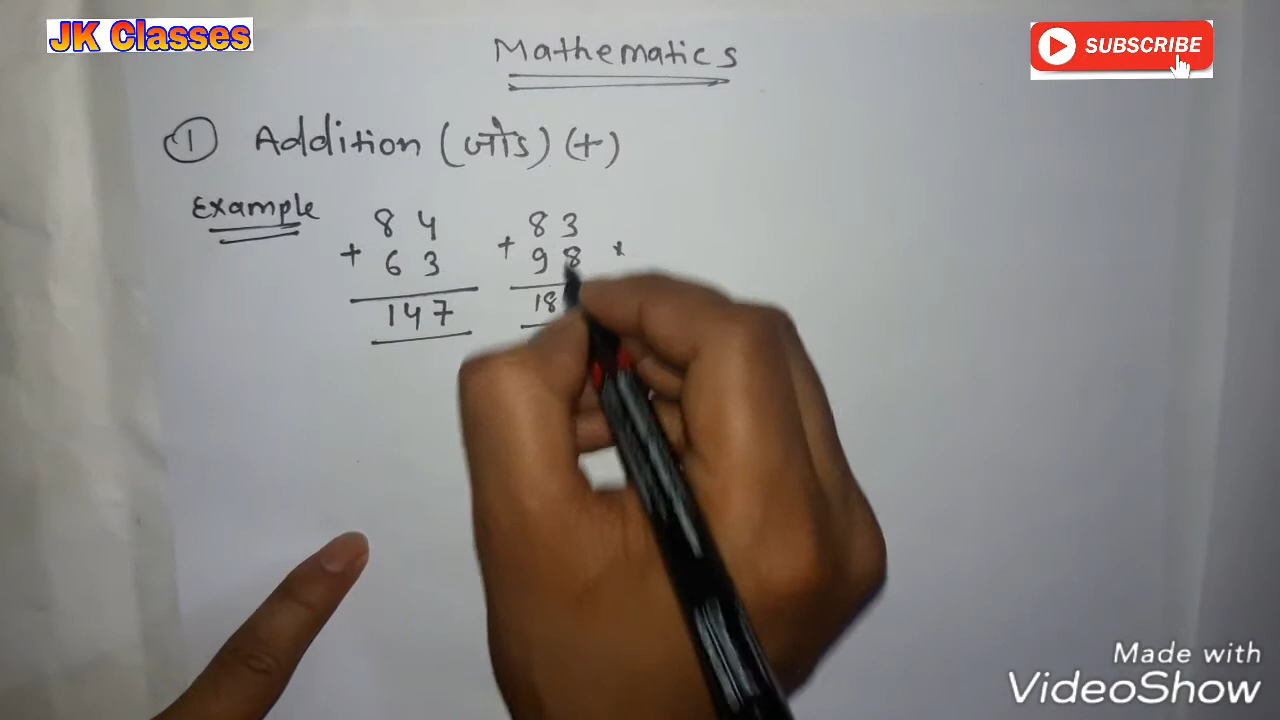 JK Classes
SUBSCRIBE
Mathematics
① Addition (जोड) (+)
Example
8 4 8 3
+ 6 3 + 9 8 *
147 18
Made with
VideoShow